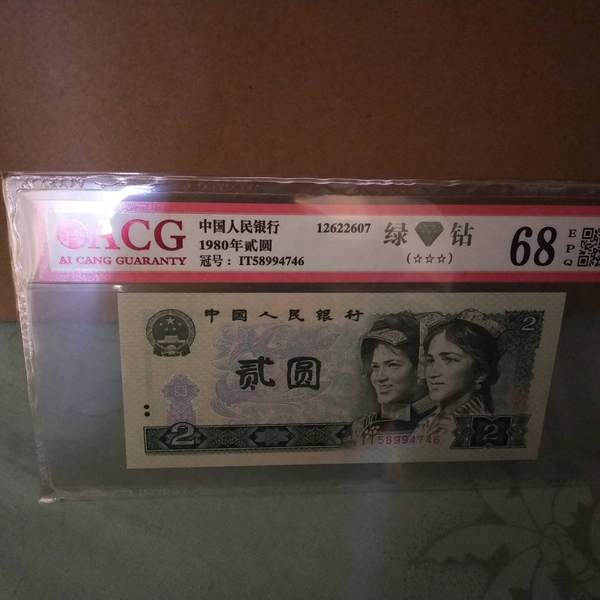 ACG
AI CANG GUARANTY
中国人民银行
1980年贰圆
冠号：IT58994746
12622607
绿 钻
(☆☆☆)
68
EPQ
中国人民银行
2
贰圆
IT58994746
2
2